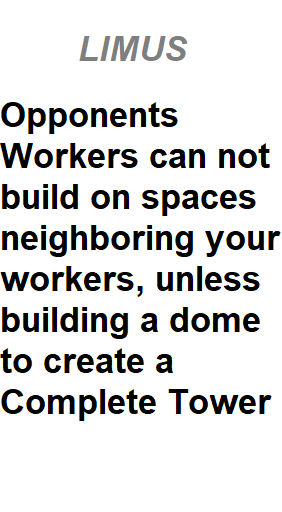 LIMUS
Opponents
Workers can not
build on spaces
neighboring your
workers, unless
building a dome
to create a
Complete Tower